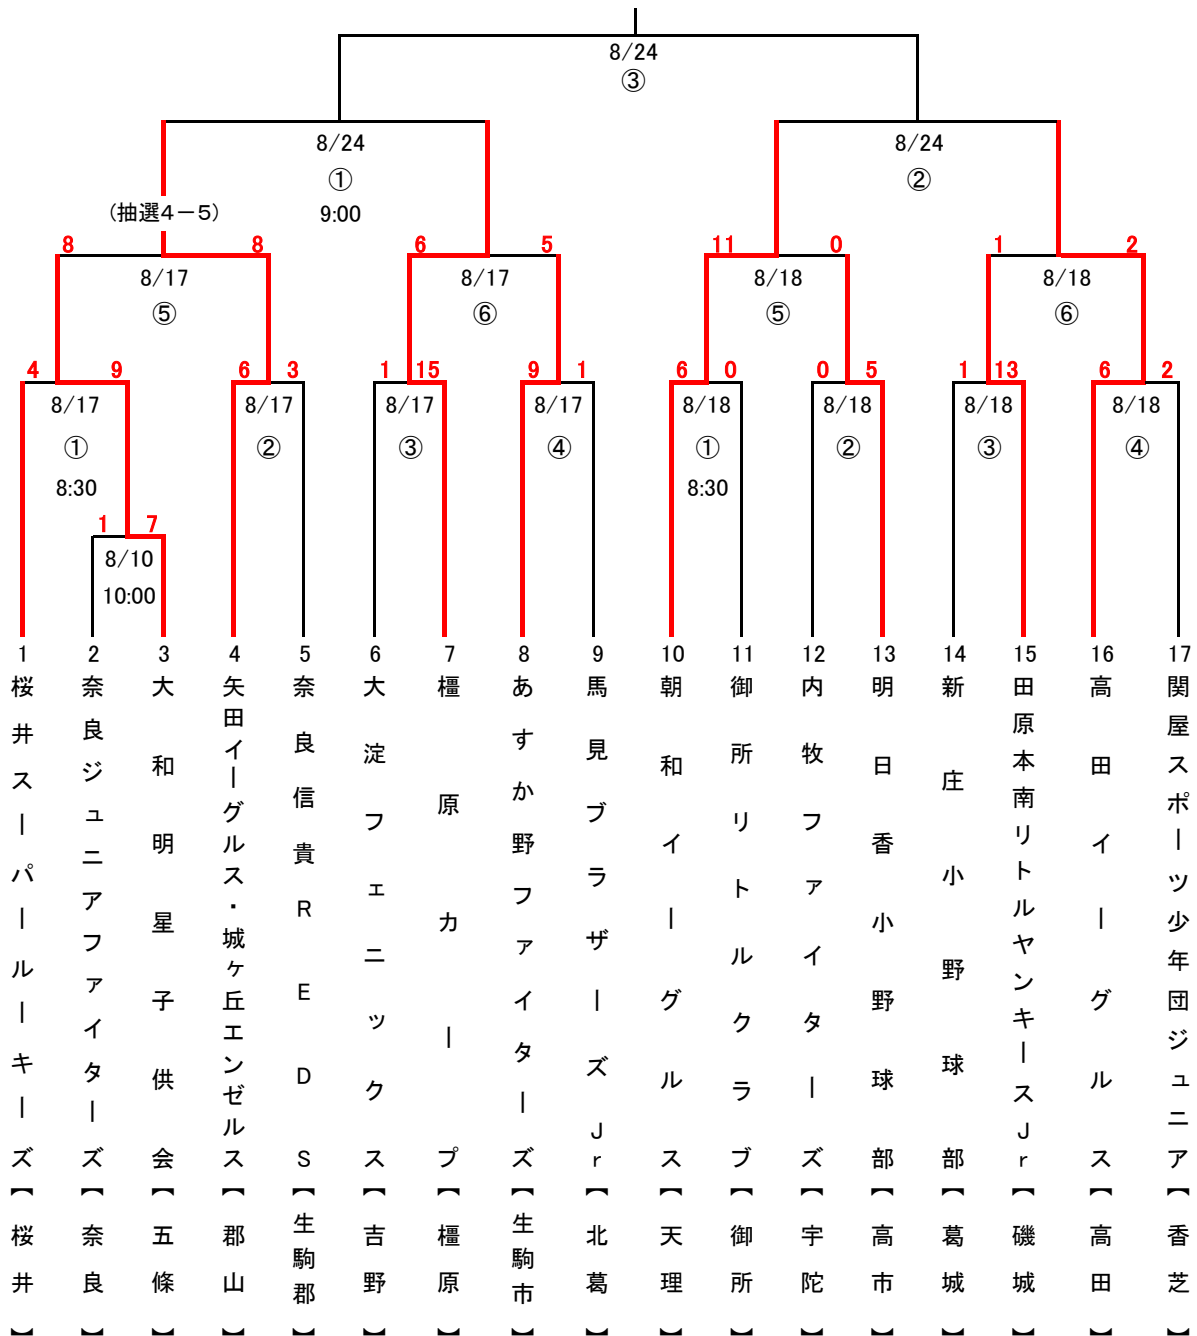 8/24
③
8/24
①
9:00
8/24
②
(抽選4－5)
8 8
8/17
⑤
6 5
8/17
⑥
11 0
8/18
⑤
1 2
8/18
⑥
4 9
8/17
①
8:30
6 3
8/17
②
1 15
8/17
③
9 1
8/17
④
6 0
8/18
①
8:30
0 5
8/18
②
1 13
8/18
③
6 2
8/18
④
1 7
8/10
10:00
1 桜井スーパールーキーズ【桜井】
2 奈良ジュニアファイターズ【奈良】
3 大和明星子供会【五條】
4 矢田イーグルス・城ヶ丘エンゼルス【郡山】
5 奈良信貴REDS【生駒郡】
6 大淀フェニックス【吉野】
7 橿原カープ【橿原】
8 あすか野ファイターズ【生駒市】
9 馬見ブラザーズJr【北葛】
10 朝和イーグルス【天理】
11 御所リトルクラブ【御所】
12 内牧ファイターズ【宇陀】
13 明日香小野球部【高市】
14 新庄小野球部【葛城】
15 田原本南リトルヤンキースJr【磯城】
16 高田イーグルス【高田】
17 関屋スポーツ少年団ジュニア【香芝】